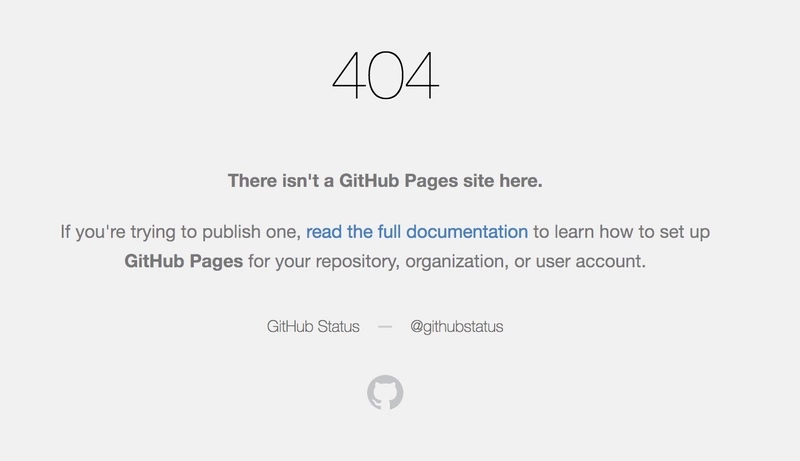 404
There isn't a GitHub Pages site here.
If you're trying to publish one, read the full documentation to learn how to set up
GitHub Pages for your repository, organization, or user account.
GitHub Status — @githubstatus